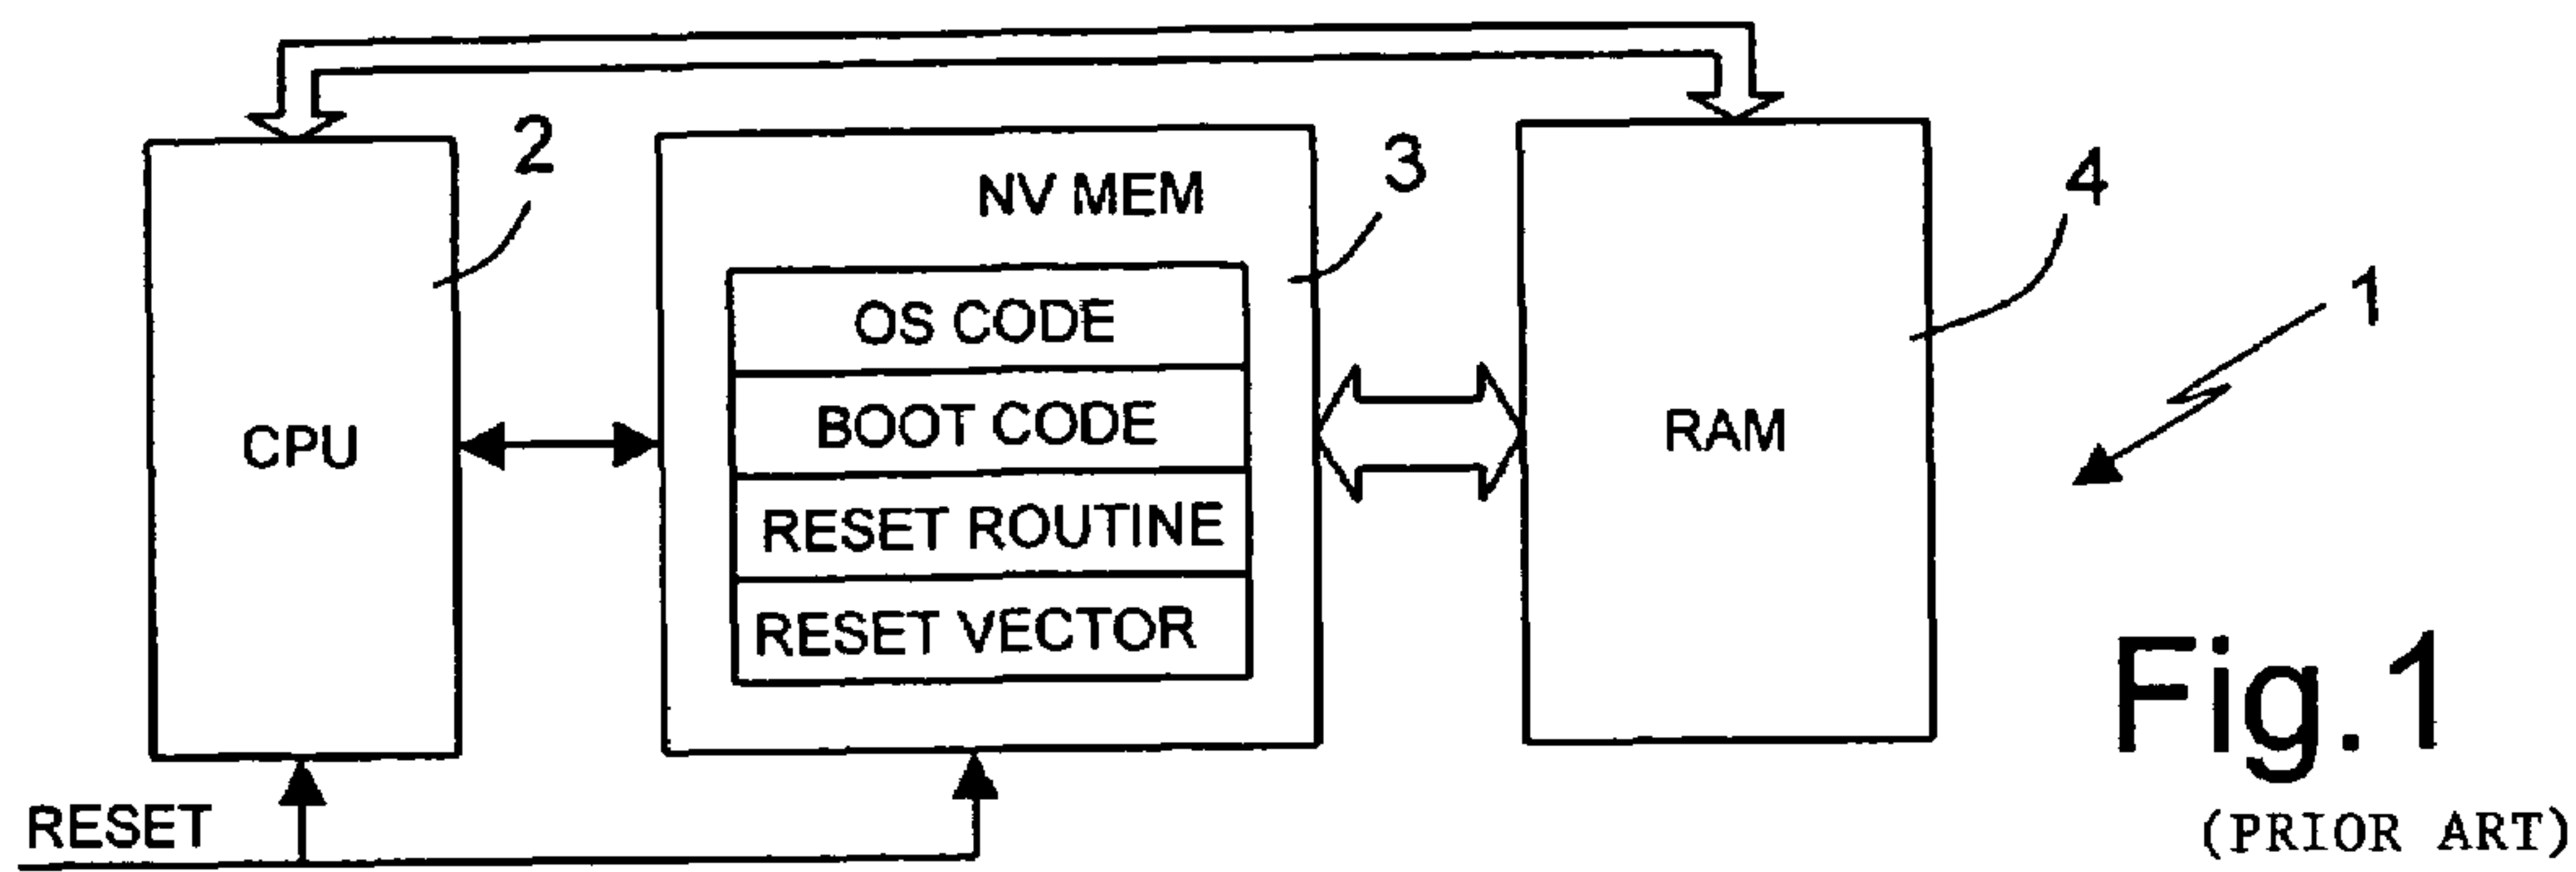 2
3
4
1
NV MEM
OS CODE
BOOT CODE
RESET ROUTINE
RESET VECTOR
CPU
RAM
RESET
Fig.1
(PRIOR ART)